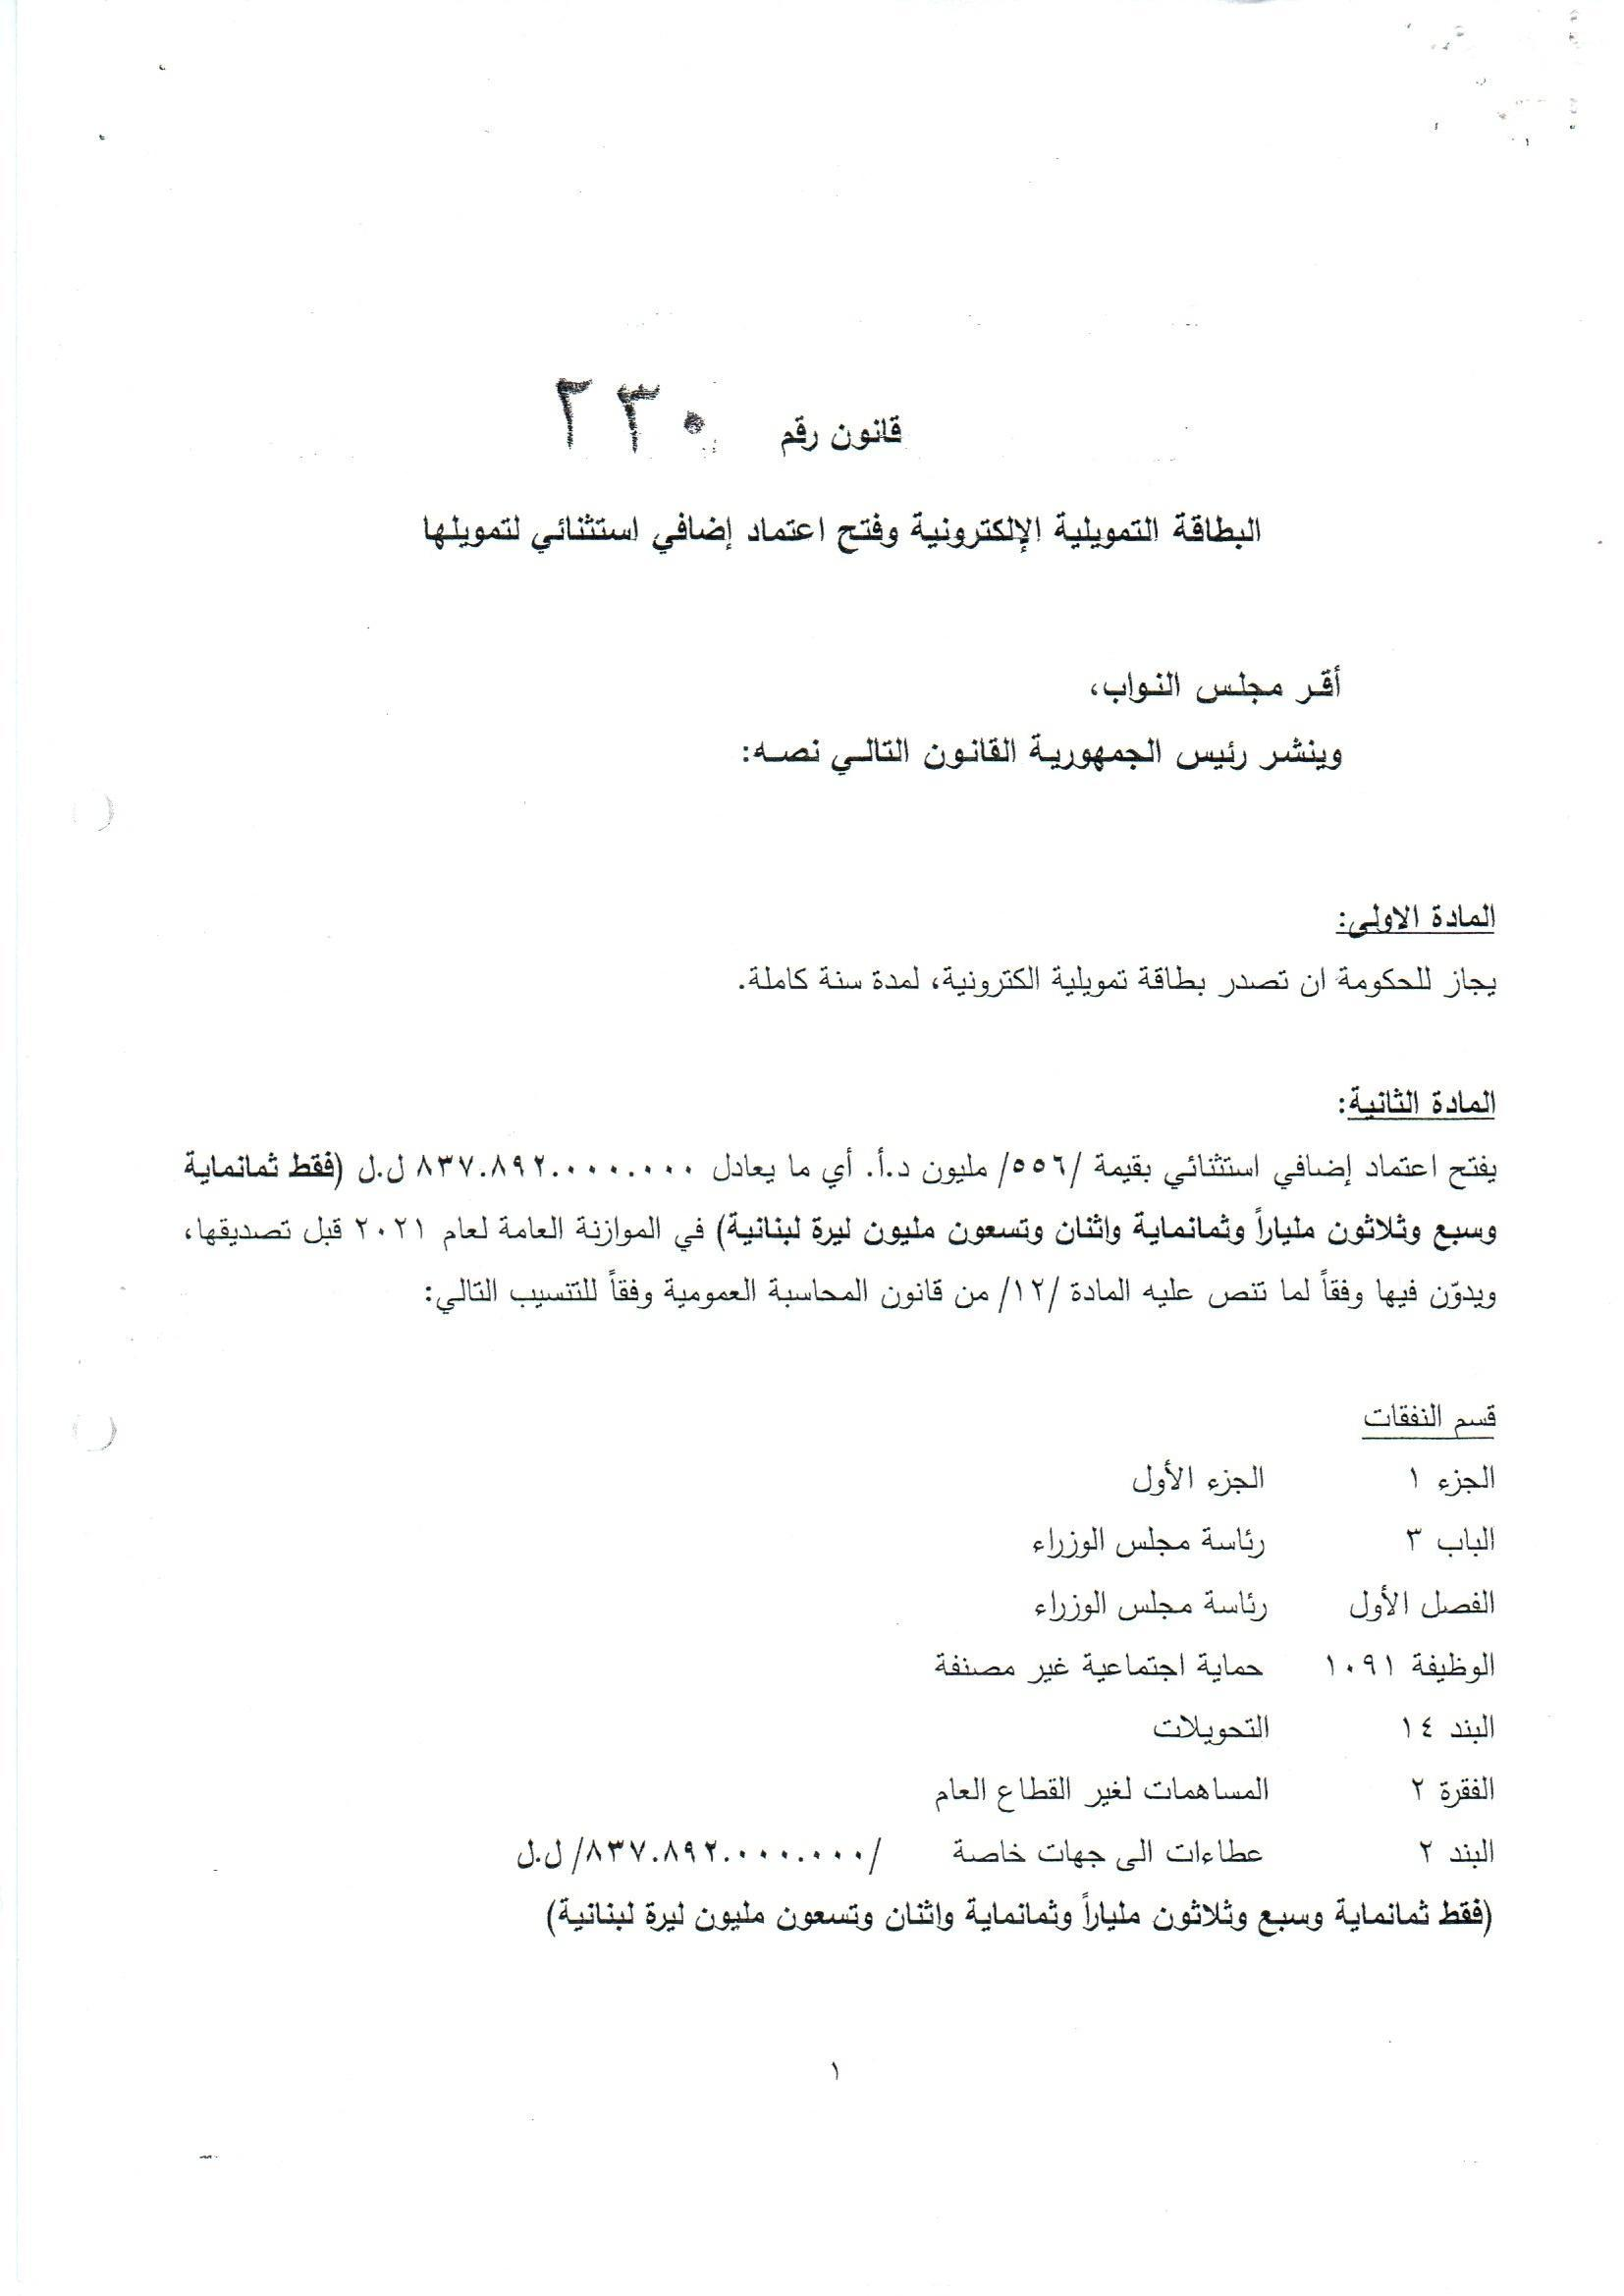 قانون رقم ٢٣٠
البطاقة التمويلية الإلكترونية وفتح اعتماد إضافي استثنائي لتمويلها
أقر مجلس النواب،
وينشر رئيس الجمهورية القانون التالي نصه:
المادة الاولى:
يجاز للحكومة ان تصدر بطاقة تمويلية الكترونية، لمدة سنة كاملة.
المادة الثانية:
يفتح اعتماد إضافي استثنائي بقيمة /٥٥٦/ مليون د.أ. أي ما يعادل ٨٣٧.٨٩٢.٠٠٠.٠٠٠ ل.ل (فقط ثمانماية
وسبع وثلاثون ملياراً وثمانماية واثنان وتسعون مليون ليرة لبنانية) في الموازنة العامة لعام ٢٠٢١ قبل تصديقها،
ويدوّن فيها وفقاً لما تنص عليه المادة /١٢/ من قانون المحاسبة العمومية وفقاً للتنسيب التالي:
قسم النفقات
الجزء ١ الجزء الأول
الباب ٣ رئاسة مجلس الوزراء
الفصل الأول رئاسة مجلس الوزراء
الوظيفة ١٠٩١ حماية اجتماعية غير مصنفة
البند ١٤ التحويلات
الفقرة ٢ المساهمات لغير القطاع العام
البند ٢ عطاءات الى جهات خاصة /٨٣٧.٨٩٢.٠٠٠.٠٠٠/ ل.ل
(فقط ثمانماية وسبع وثلاثون ملياراً وثمانماية واثنان وتسعون مليون ليرة لبنانية)
١